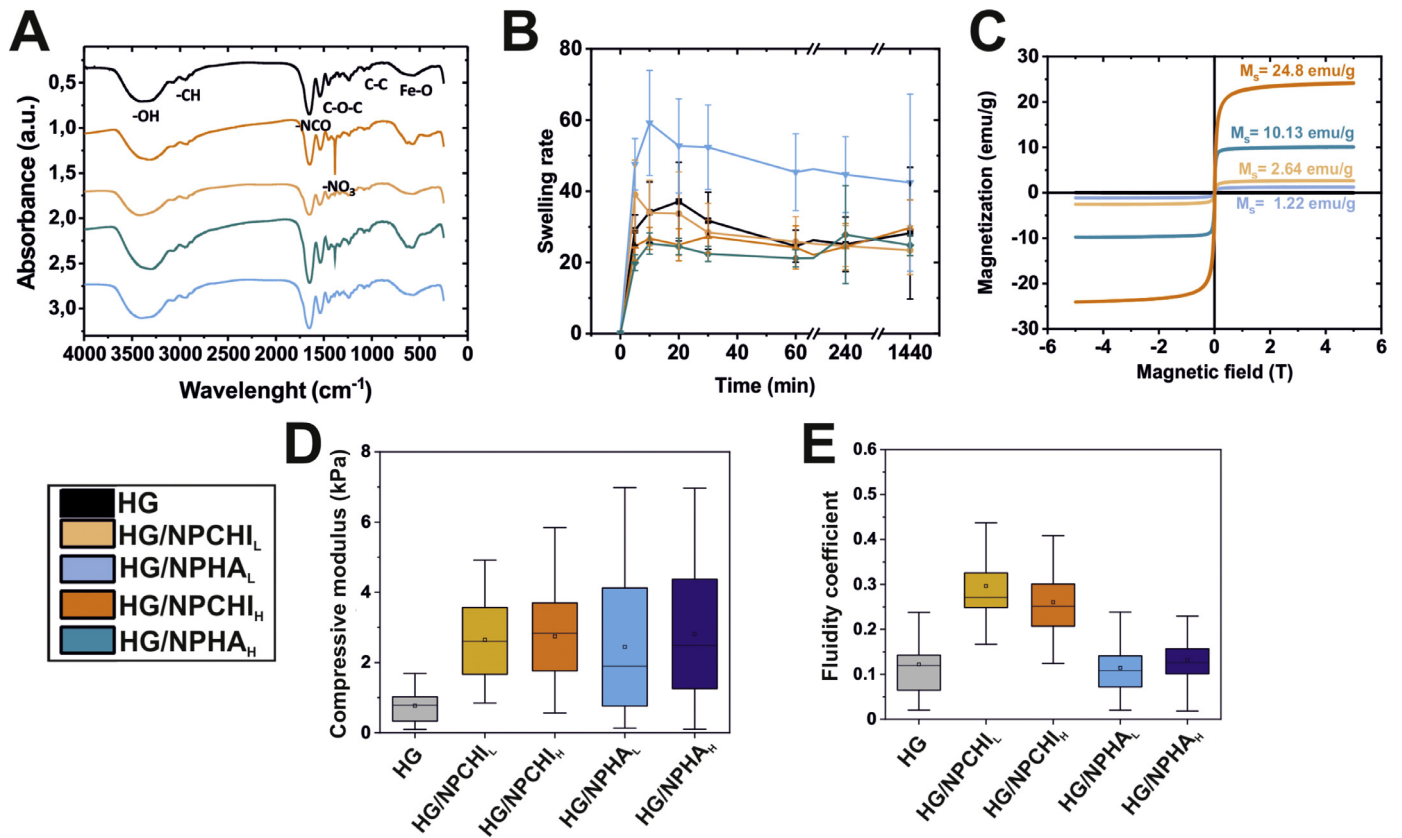 A
Absorbance (a.u.)
0,5
1,0
1,5
2,0
2,5
3,0
-OH
-CH
-NCO
C-O-C
C-C
Fe-O
-NO3
4000 3500 3000 2500 2000 1500 1000 500 0
Wavelenght (cm-1)
B
Swelling rate
80
60
40
20
0
0 20 40 60 240 1440
Time (min)
C
Magnetization (emu/g)
30
20
10
0
-10
-20
-30
Ms= 24.8 emu/g
Ms= 10.13 emu/g
Ms= 2.64 emu/g
Ms= 1.22 emu/g
-6 -4 -2 0 2 4 6
Magnetic field (T)
HG
HG/NPCHIL
HG/NPHAL
HG/NPCHIH
HG/NPHAH
D
Compressive modulus (kPa)
8
6
4
2
0
HG
HG/NPCHIL
HG/NPCHIH
HG/NPHAL
HG/NPHAH
E
Fluidity coefficient
0.6
0.5
0.4
0.3
0.2
0.1
0
HG
HG/NPCHIL
HG/NPCHIH
HG/NPHAL
HG/NPHAH